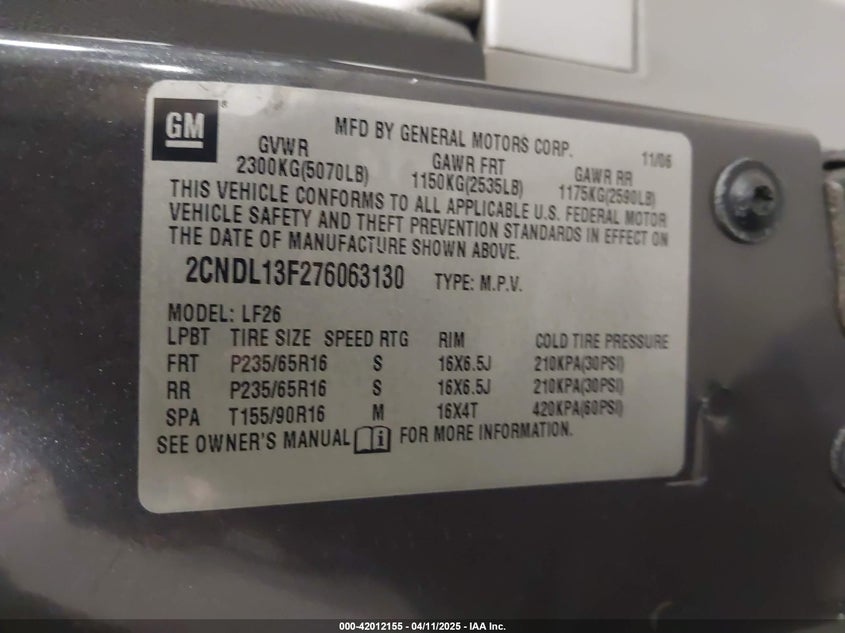 GM ®
MFD BY GENERAL MOTORS CORP. 11/06
GVWR GAWR FRT GAWR RR
2300KG(5070LB) 1150KG(2535LB) 1175KG(2590LB)
THIS VEHICLE CONFORMS TO ALL APPLICABLE U.S. FEDERAL MOTOR
VEHICLE SAFETY AND THEFT PREVENTION STANDARDS IN EFFECT ON
THE DATE OF MANUFACTURE SHOWN ABOVE.
2CNDL13F276063130 TYPE: M.P.V.
MODEL: LF26
LPBT TIRE SIZE SPEED RTG RIM COLD TIRE PRESSURE
FRT P235/65R16 S 16X6.5J 210KPA(30PSI)
RR P235/65R16 S 16X6.5J 210KPA(30PSI)
SPA T155/90R16 M 16X4T 420KPA(60PSI)
SEE OWNER'S MANUAL i FOR MORE INFORMATION.
000-42012155 - 04/11/2025 - IAA Inc.